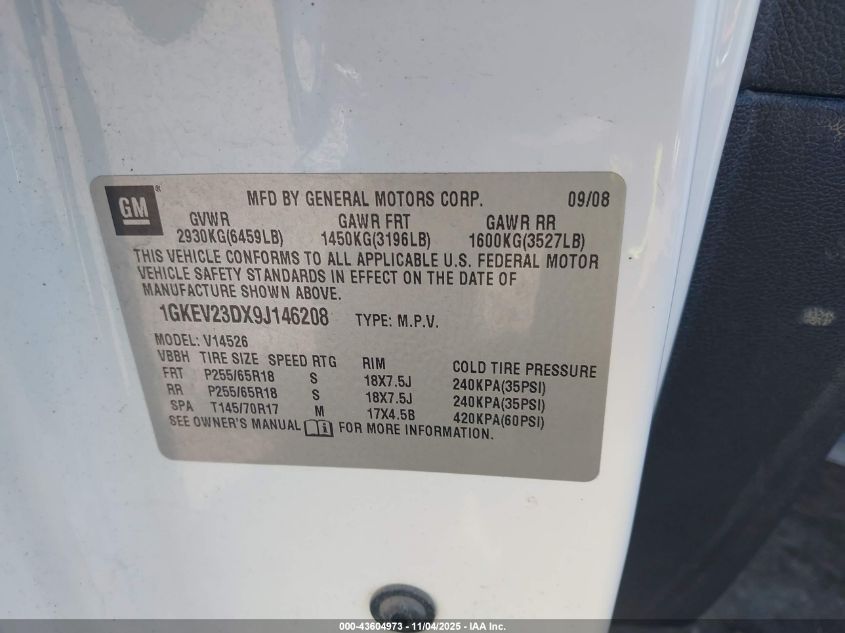 GM ® MFD BY GENERAL MOTORS CORP. 09/08
GVWR GAWR FRT GAWR RR
2930KG(6459LB) 1450KG(3196LB) 1600KG(3527LB)
THIS VEHICLE CONFORMS TO ALL APPLICABLE U.S. FEDERAL MOTOR
VEHICLE SAFETY STANDARDS IN EFFECT ON THE DATE OF
MANUFACTURE SHOWN ABOVE.
1GKEV23DX9J146208 TYPE: M.P.V.
MODEL: V14526
VBBH TIRE SIZE SPEED RTG RIM COLD TIRE PRESSURE
FRT P255/65R18 S 18X7.5J 240KPA(35PSI)
RR P255/65R18 S 18X7.5J 240KPA(35PSI)
SPA T145/70R17 M 17X4.5B 420KPA(60PSI)
SEE OWNER'S MANUAL FOR MORE INFORMATION.
000-43604973 - 11/04/2025 - IAA Inc.